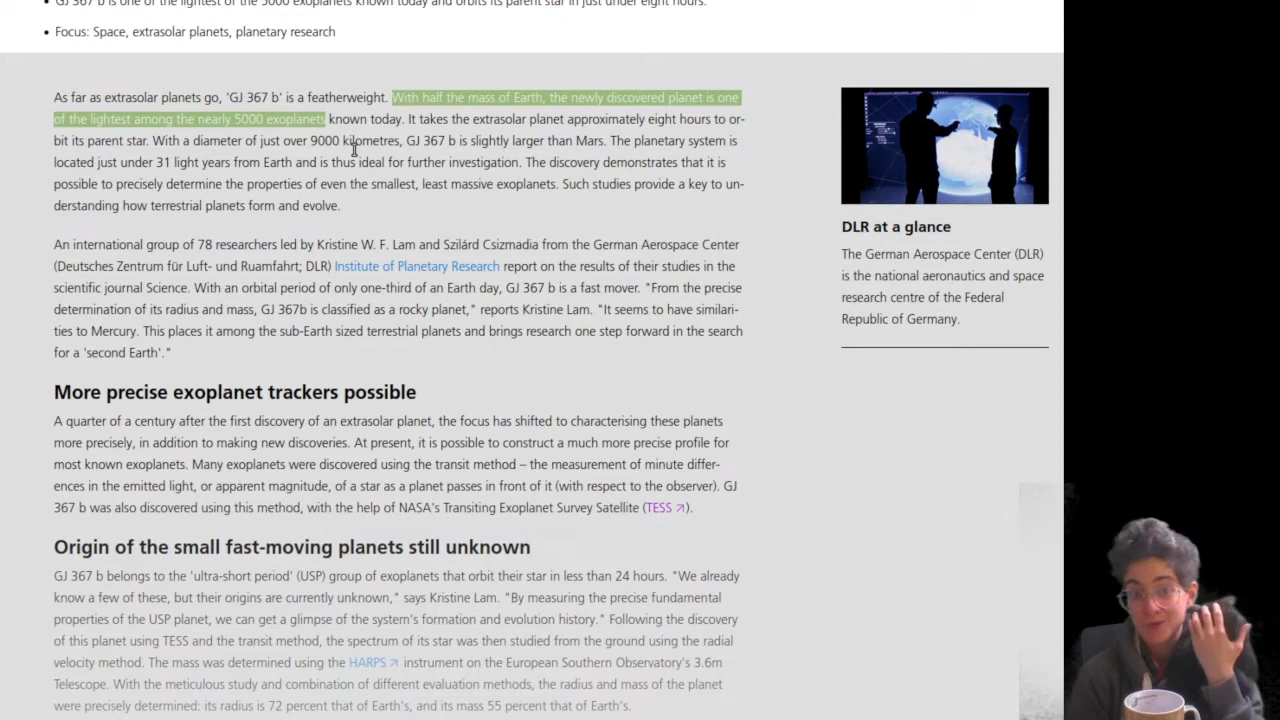 GJ 367 b is one of the lightest of the 5000 exoplanets known today and orbits its parent star in just under eight hours.
• Focus: Space, extrasolar planets, planetary research
As far as extrasolar planets go, 'GJ 367 b' is a featherweight. With half the mass of Earth, the newly discovered planet is one
of the lightest among the nearly 5000 exoplanets known today. It takes the extrasolar planet approximately eight hours to or-
bit its parent star. With a diameter of just over 9000 kilometres, GJ 367 b is slightly larger than Mars. The planetary system is
located just under 31 light years from Earth and is thus ideal for further investigation. The discovery demonstrates that it is
possible to precisely determine the properties of even the smallest, least massive exoplanets. Such studies provide a key to un-
derstanding how terrestrial planets form and evolve.
An international group of 78 researchers led by Kristine W. F. Lam and Szilárd Csizmadia from the German Aerospace Center
(Deutsches Zentrum für Luft- und Ruamfahrt; DLR) Institute of Planetary Research report on the results of their studies in the
scientific journal Science. With an orbital period of only one-third of an Earth day, GJ 367 b is a fast mover. "From the precise
determination of its radius and mass, GJ 367b is classified as a rocky planet," reports Kristine Lam. "It seems to have similari-
ties to Mercury. This places it among the sub-Earth sized terrestrial planets and brings research one step forward in the search
for a 'second Earth'."
More precise exoplanet trackers possible
A quarter of a century after the first discovery of an extrasolar planet, the focus has shifted to characterising these planets
more precisely, in addition to making new discoveries. At present, it is possible to construct a much more precise profile for
most known exoplanets. Many exoplanets were discovered using the transit method – the measurement of minute differ-
ences in the emitted light, or apparent magnitude, of a star as a planet passes in front of it (with respect to the observer). GJ
367 b was also discovered using this method, with the help of NASA's Transiting Exoplanet Survey Satellite (TESS ↗).
Origin of the small fast-moving planets still unknown
GJ 367 b belongs to the 'ultra-short period' (USP) group of exoplanets that orbit their star in less than 24 hours. "We already
know a few of these, but their origins are currently unknown," says Kristine Lam. "By measuring the precise fundamental
properties of the USP planet, we can get a glimpse of the system's formation and evolution history." Following the discovery
of this planet using TESS and the transit method, the spectrum of its star was then studied from the ground using the radial
velocity method. The mass was determined using the HARPS ↗ instrument on the European Southern Observatory's 3.6m
Telescope. With the meticulous study and combination of different evaluation methods, the radius and mass of the planet
were precisely determined: its radius is 72 percent that of Earth's, and its mass 55 percent that of Earth's.
DLR at a glance
The German Aerospace Center (DLR)
is the national aeronautics and space
research centre of the Federal
Republic of Germany.